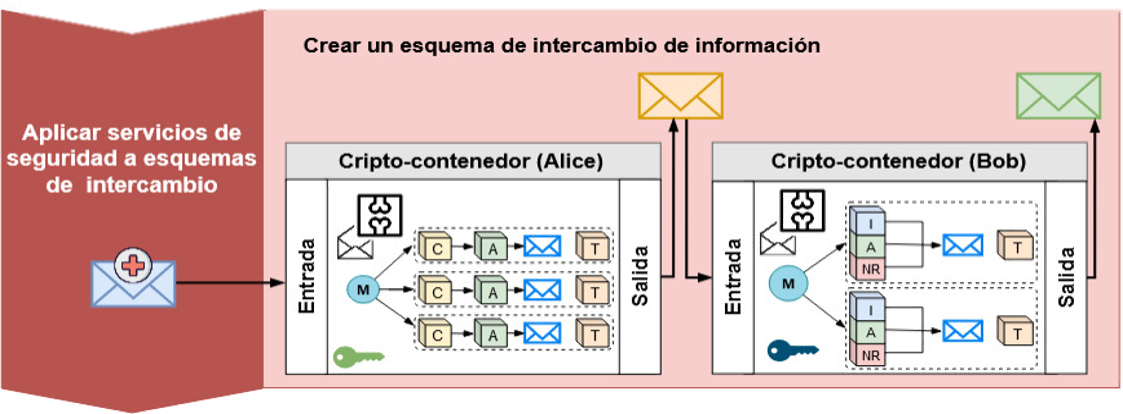 Crear un esquema de intercambio de información
Aplicar servicios de
seguridad a esquemas
de intercambio
Cripto-contenedor (Alice)
Entrada
M
C A T
C A T
C A T
Salida
Cripto-contenedor (Bob)
Entrada
M
I
A
NR
T
I
A
NR
T
Salida